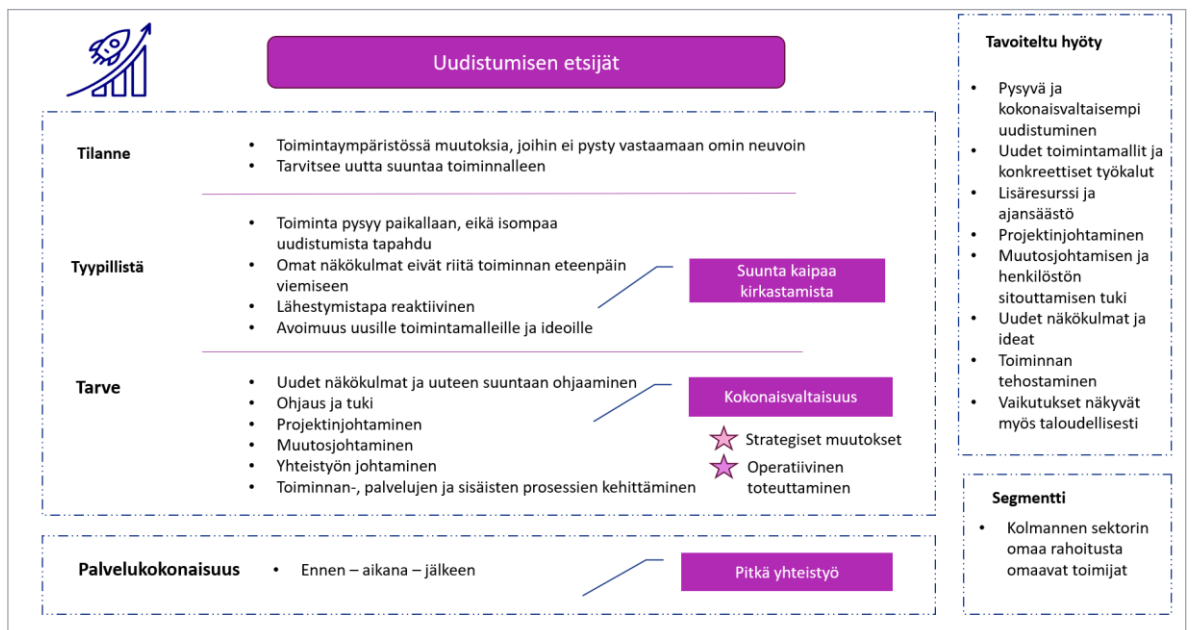 Uudistumisen etsijät
Tilanne
• Toimintaympäristössä muutoksia, joihin ei pysty vastaamaan omin neuvoin
• Tarvitsee uutta suuntaa toiminnalleen
Tyypillistä
• Toiminta pysyy paikallaan, eikä isompaa
uudistumista tapahdu
• Omat näkökulmat eivät riitä toiminnan eteenpäin
viemiseen
• Lähestymistapa reaktiivinen
• Avoimuus uusille toimintamalleille ja ideoille
Suunta kaipaa
kirkastamista
Tarve
• Uudet näkökulmat ja uuteen suuntaan ohjaaminen
• Ohjaus ja tuki
• Projektinjohtaminen
• Muutosjohtaminen
• Yhteistyön johtaminen
• Toiminnan-, palvelujen ja sisäisten prosessien kehittäminen
Kokonaisvaltaisuus
Strategiset muutokset
Operatiivinen
toteuttaminen
Palvelukokonaisuus
• Ennen – aikana – jälkeen
Pitkä yhteistyö
Tavoiteltu hyöty
• Pysyvä ja
kokonaisvaltaisempi
uudistuminen
• Uudet toimintamallit ja
konkreettiset työkalut
• Lisäresurssi ja
ajansäästö
• Projektinjohtaminen
• Muutosjohtamisen ja
henkilöstön
sitouttamisen tuki
• Uudet näkökulmat ja
ideat
• Toiminnan
tehostaminen
• Vaikutukset näkyvät
myös taloudellisesti
Segmentti
• Kolmannen sektorin
omaa rahoitusta
omaavat toimijat